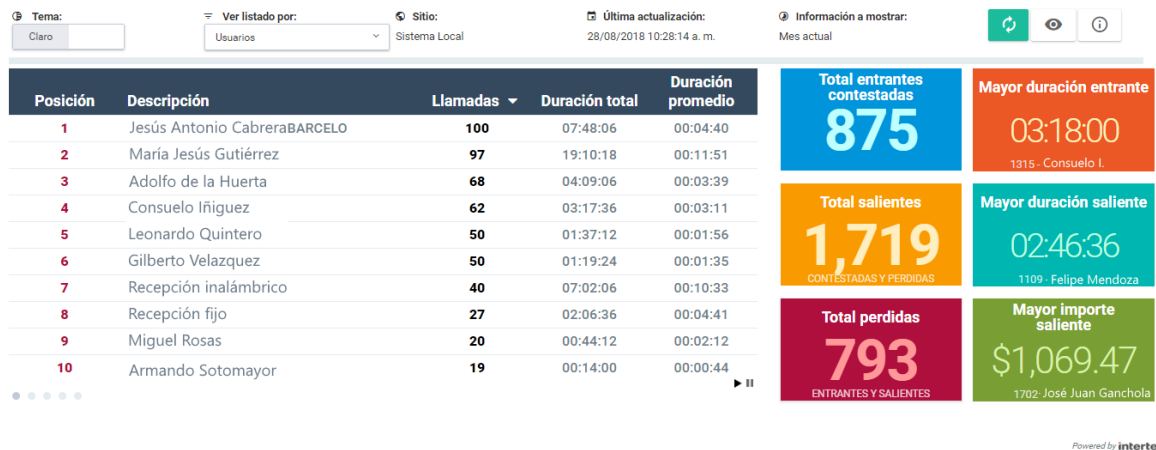 Tema: Ver listado por: Sitio: Última actualización: Información a mostrar:
Claro Usuarios Sistema Local 28/08/2018 10:28:14 a. m. Mes actual
Posición Descripción Llamadas Duración total Duración promedio
1 Jesús Antonio CabreraBARCELO 100 07:48:06 00:04:40
2 María Jesús Gutiérrez 97 19:10:18 00:11:51
3 Adolfo de la Huerta 68 04:09:06 00:03:39
4 Consuelo Iñiguez 62 03:17:36 00:03:11
5 Leonardo Quintero 50 01:37:12 00:01:56
6 Gilberto Velazquez 50 01:19:24 00:01:35
7 Recepción inalámbrico 40 07:02:06 00:10:33
8 Recepción fijo 27 02:06:36 00:04:41
9 Miguel Rosas 20 00:44:12 00:02:12
10 Armando Sotomayor 19 00:14:00 00:00:44
Total entrantes
contestadas
875
Mayor duración entrante
03:18:00
1315 - Consuelo I.
Total salientes
1,719
CONTESTADAS Y PERDIDAS
Mayor duración saliente
02:46:36
1109 - Felipe Mendoza
Total perdidas
793
ENTRANTES Y SALIENTES
Mayor importe
saliente
$1,069.47
1702- José Juan Ganchola
Powered by interte